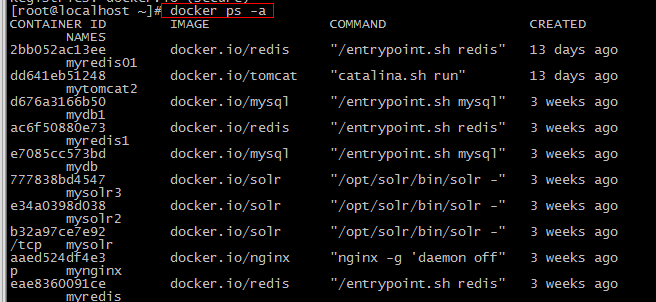 [root@localhost ~]# docker ps -a
CONTAINER ID IMAGE COMMAND CREATED
NAMES
2bb052ac13ee docker.io/redis "/entrypoint.sh redis" 13 days ago
myredis01
dd641eb51248 docker.io/tomcat "catalina.sh run" 13 days ago
mytomcat2
d676a3166b50 docker.io/mysql "/entrypoint.sh mysql" 3 weeks ago
mydb1
ac6f50880e73 docker.io/redis "/entrypoint.sh redis" 3 weeks ago
myredis1
e7085cc573bd docker.io/mysql "/entrypoint.sh mysql" 3 weeks ago
mydb
777838bd4547 docker.io/solr "/opt/solr/bin/solr -" 3 weeks ago
mysolr3
e34a0398d038 docker.io/solr "/opt/solr/bin/solr -" 3 weeks ago
mysolr2
b32a97ce7e92 docker.io/solr "/opt/solr/bin/solr -" 3 weeks ago
/tcp mysolr
aaed524df4e3 docker.io/nginx "nginx -g 'daemon off" 3 weeks ago
p mynginx
eae8360091ce docker.io/redis "/entrypoint.sh redis" 3 weeks ago
myredis